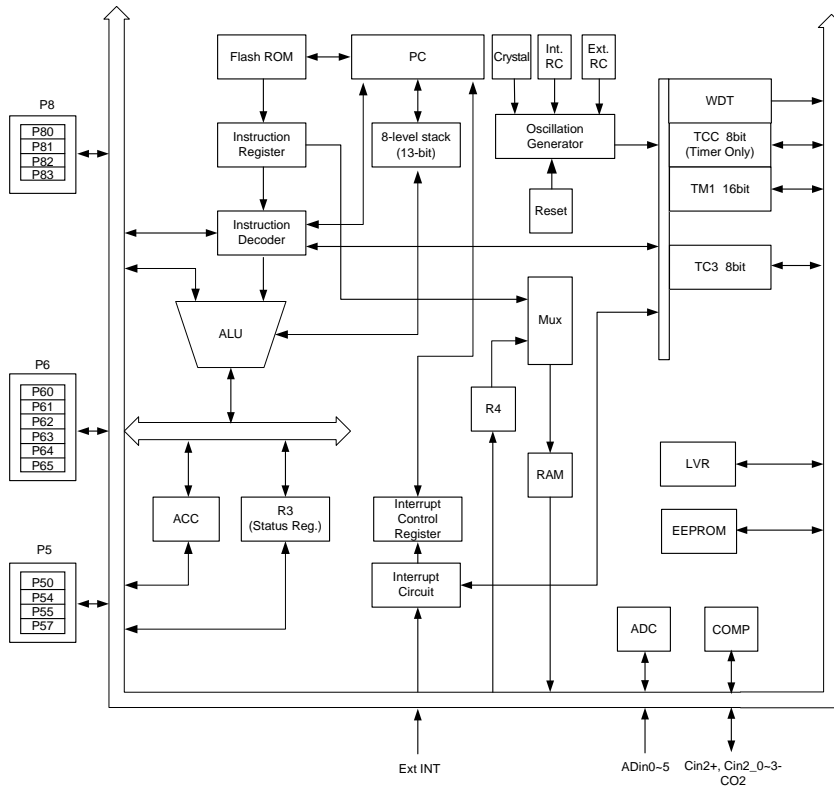 Flash ROM
PC
Crystal
Int.
RC
Ext.
RC
WDT
P8
P80
P81
P82
P83
Instruction
Register
8-level stack
(13-bit)
Oscillation
Generator
TCC 8bit
(Timer Only)
TM1 16bit
Reset
Instruction
Decoder
TC3 8bit
ALU
Mux
P6
P60
P61
P62
P63
P64
P65
R4
RAM
LVR
ACC
R3
(Status Reg.)
Interrupt
Control
Register
EEPROM
P5
P50
P54
P55
P57
Interrupt
Circuit
ADC
COMP
Ext INT
ADin0~5
Cin2+, Cin2_0~3-
CO2